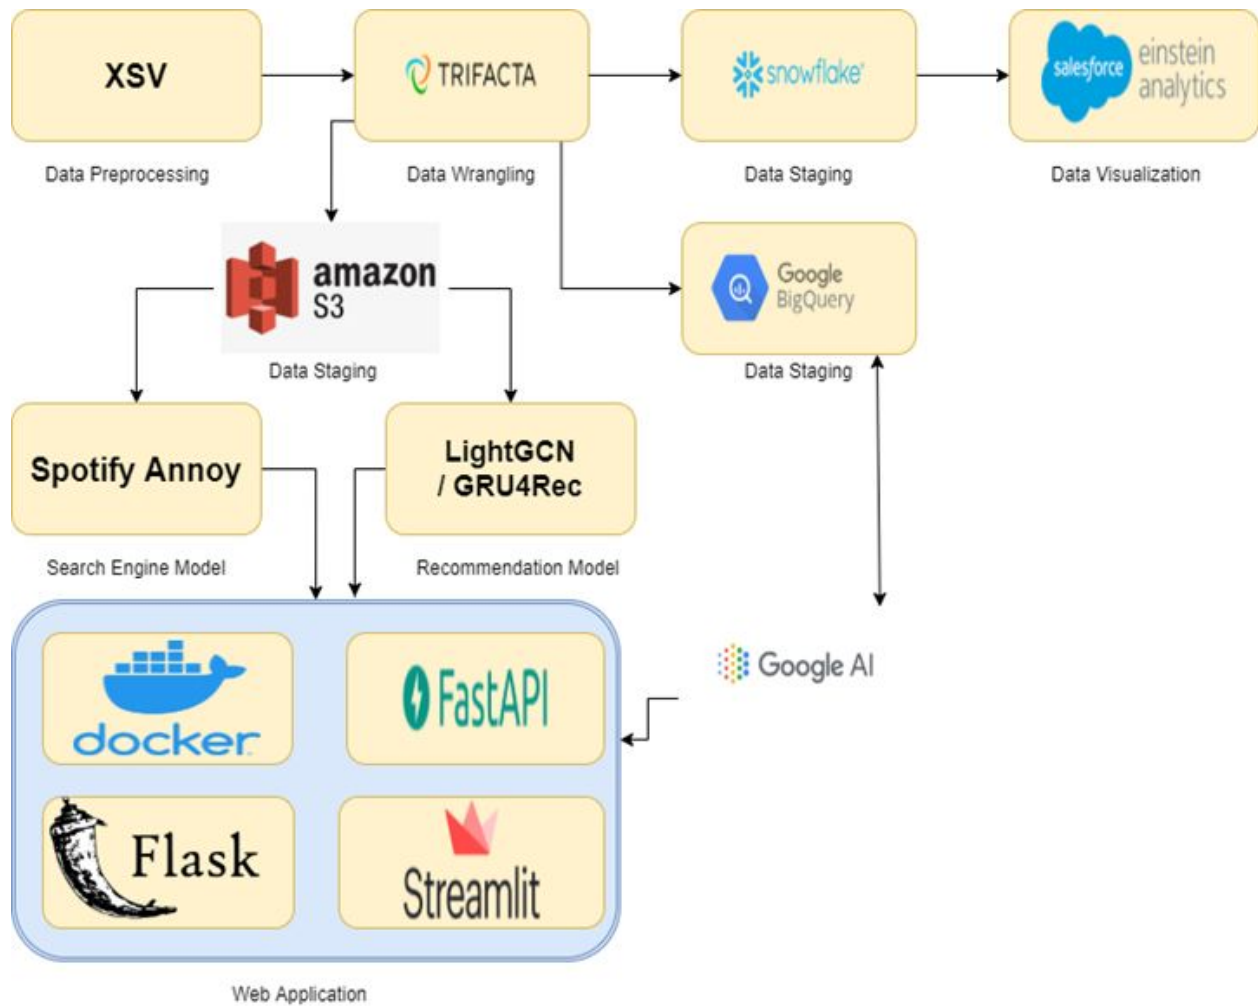 XSV
TRIFACTA
snowflake®
salesforce
einstein
analytics
Data Preprocessing
Data Wrangling
Data Staging
Data Visualization
amazon
S3
Google
BigQuery
Data Staging
Data Staging
Spotify Annoy
LightGCN
/ GRU4Rec
Search Engine Model
Recommendation Model
docker
FastAPI
Google AI
Flask
Streamlit
Web Application